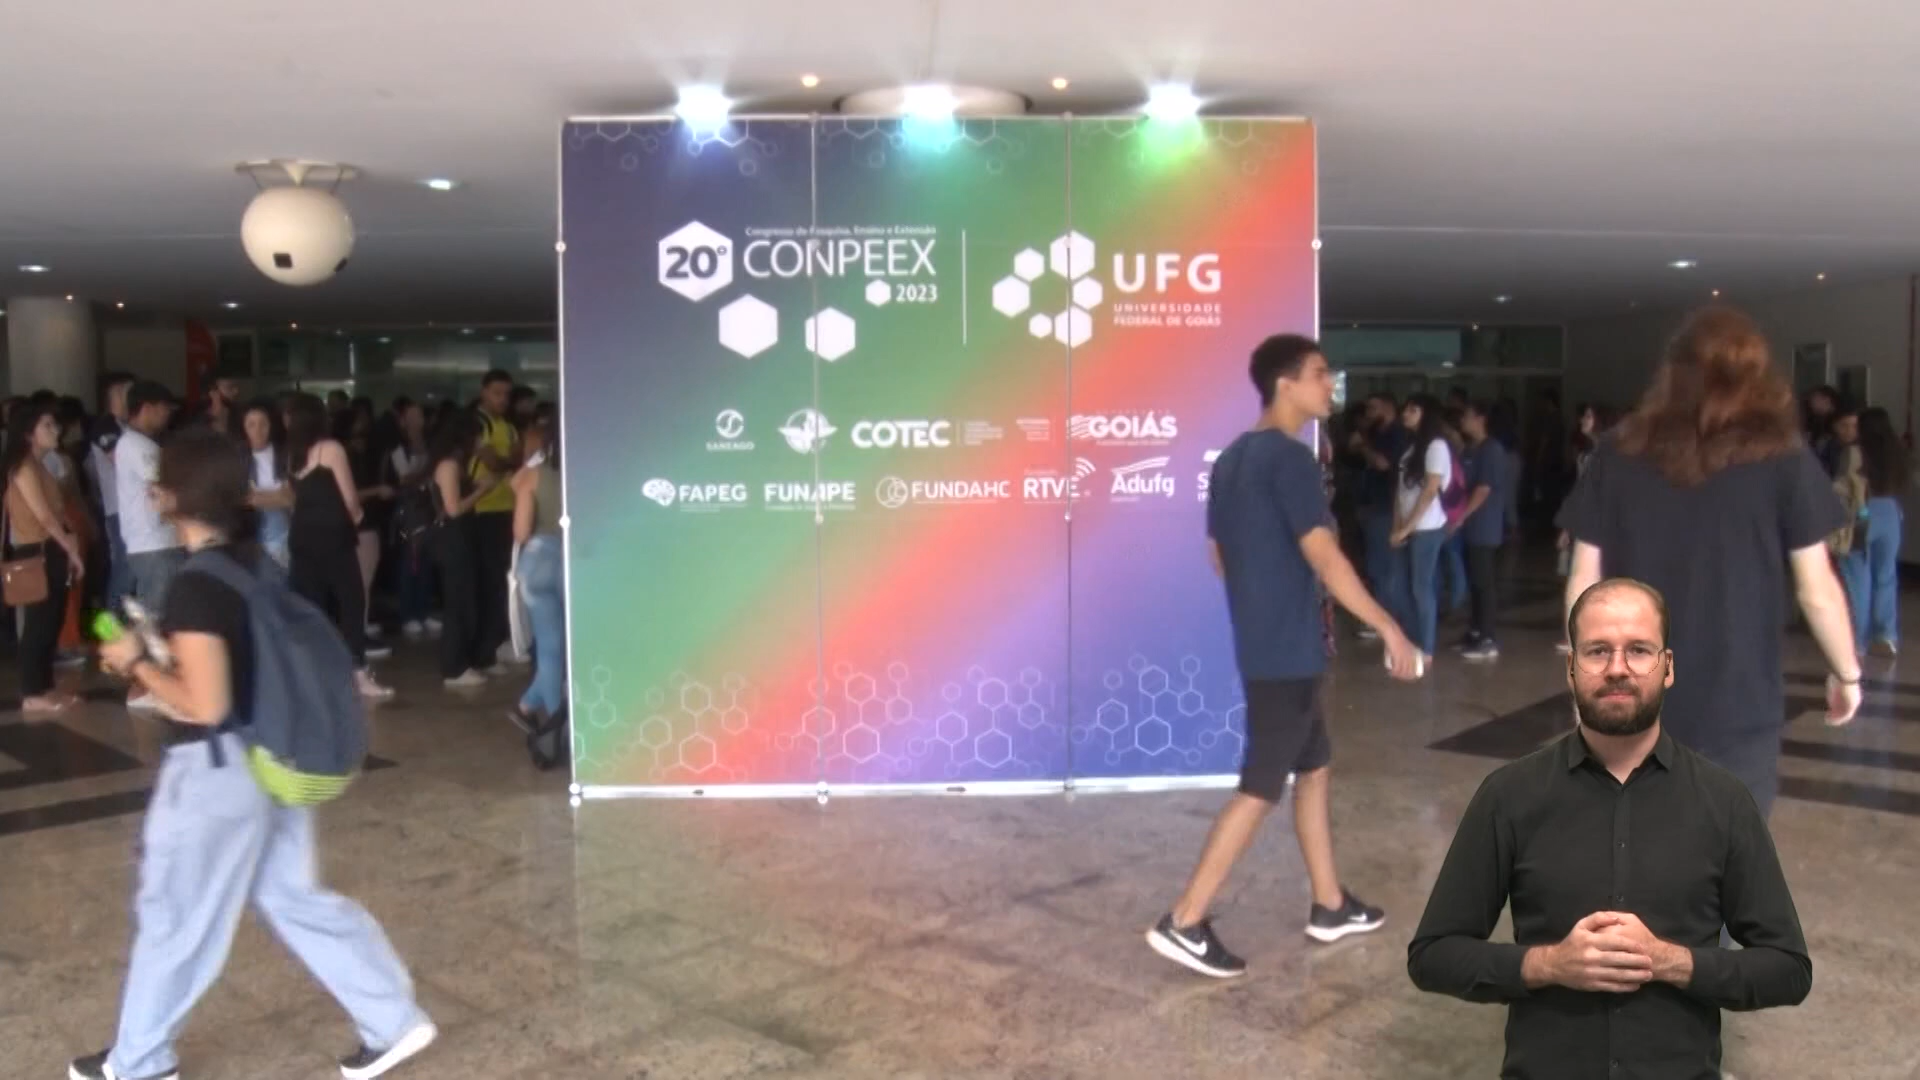 Congresso de Pesquisa, Ensino e Extensão
20º CONPEEX
2023
UFG
UNIVERSIDADE
FEDERAL DE GOIÁS
SANEAGO
COTEC
GOIÁS
FAPEG
FUNAPE
FUNDAHC
RTVE
Adufg